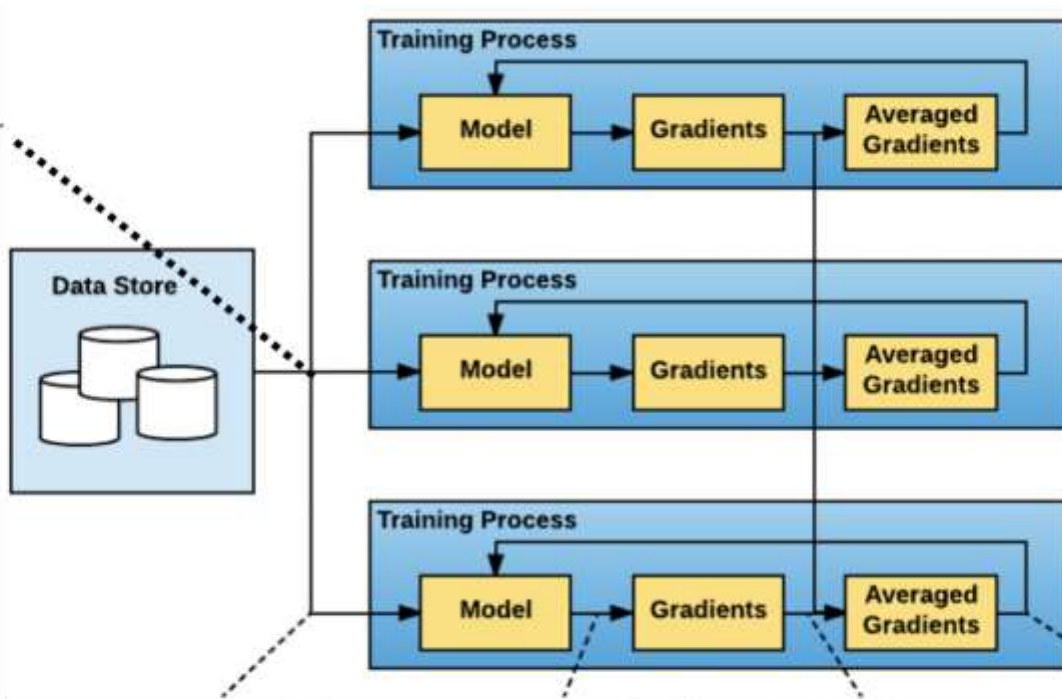 Training Process
Model
Gradients
Averaged
Gradients
Data Store
Training Process
Model
Gradients
Averaged
Gradients
Training Process
Model
Gradients
Averaged
Gradients